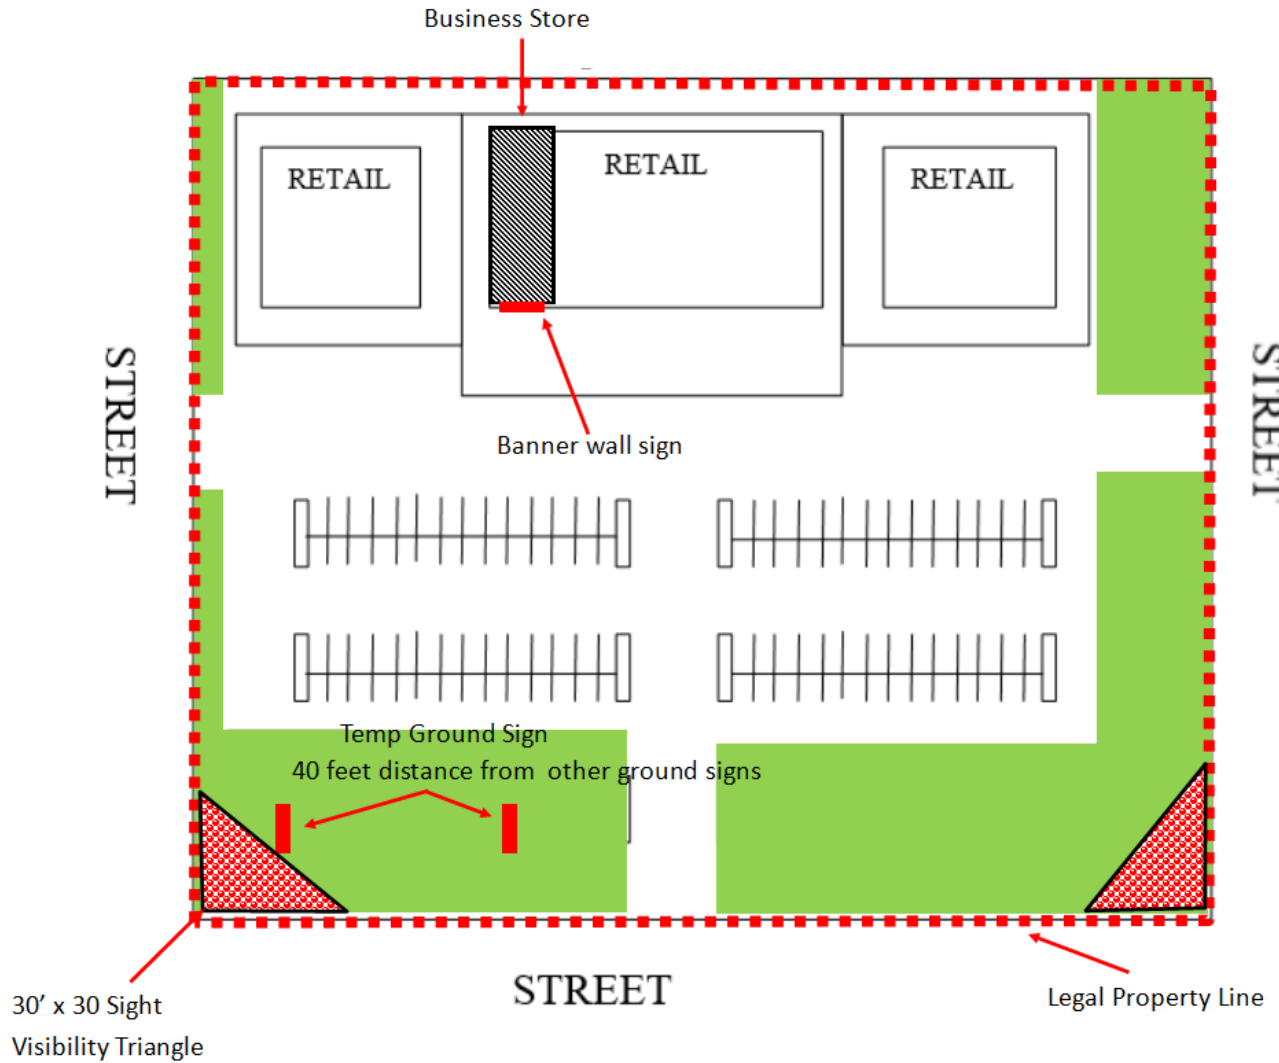 Business Store
RETAIL
RETAIL
RETAIL
STREET
STREET
Banner wall sign
Temp Ground Sign
40 feet distance from other ground signs
30’ x 30 Sight
Visibility Triangle
STREET
Legal Property Line